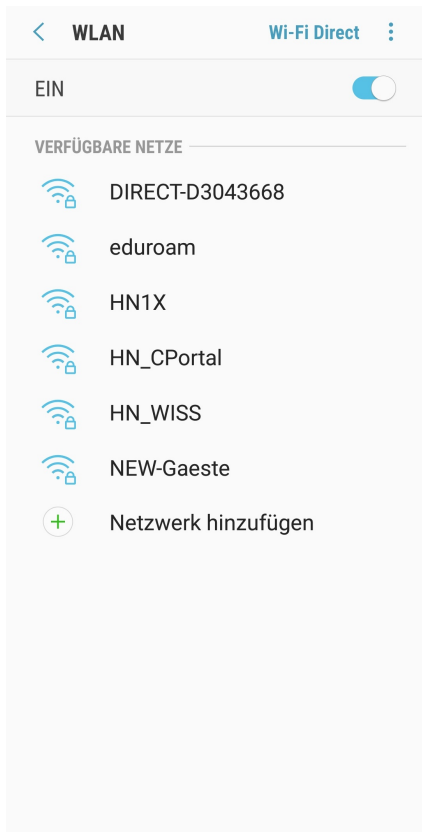 WLAN Wi-Fi Direct
EIN
VERFÜGBARE NETZE
DIRECT-D3043668
eduroam
HN1X
HN_CPortal
HN_WISS
NEW-Gaeste
Netzwerk hinzufügen